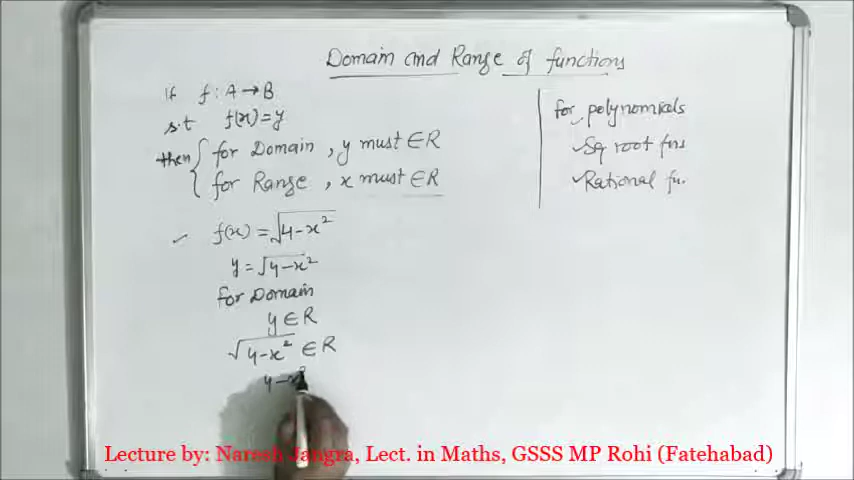 Domain and Range of functions
If f : A → B
s.t f(x) = y
then { for Domain , y must ∈ R
for Range , x must ∈ R
✓ f(x) = √4-x²
y = √4-x²
for Domain
y ∈ R
√4-x² ∈ R
4-x²
for polynomials
✓Sq root fns
✓Rational fn.
Lecture by: Naresh Jangra, Lect. in Maths, GSSS MP Rohi (Fatehabad)